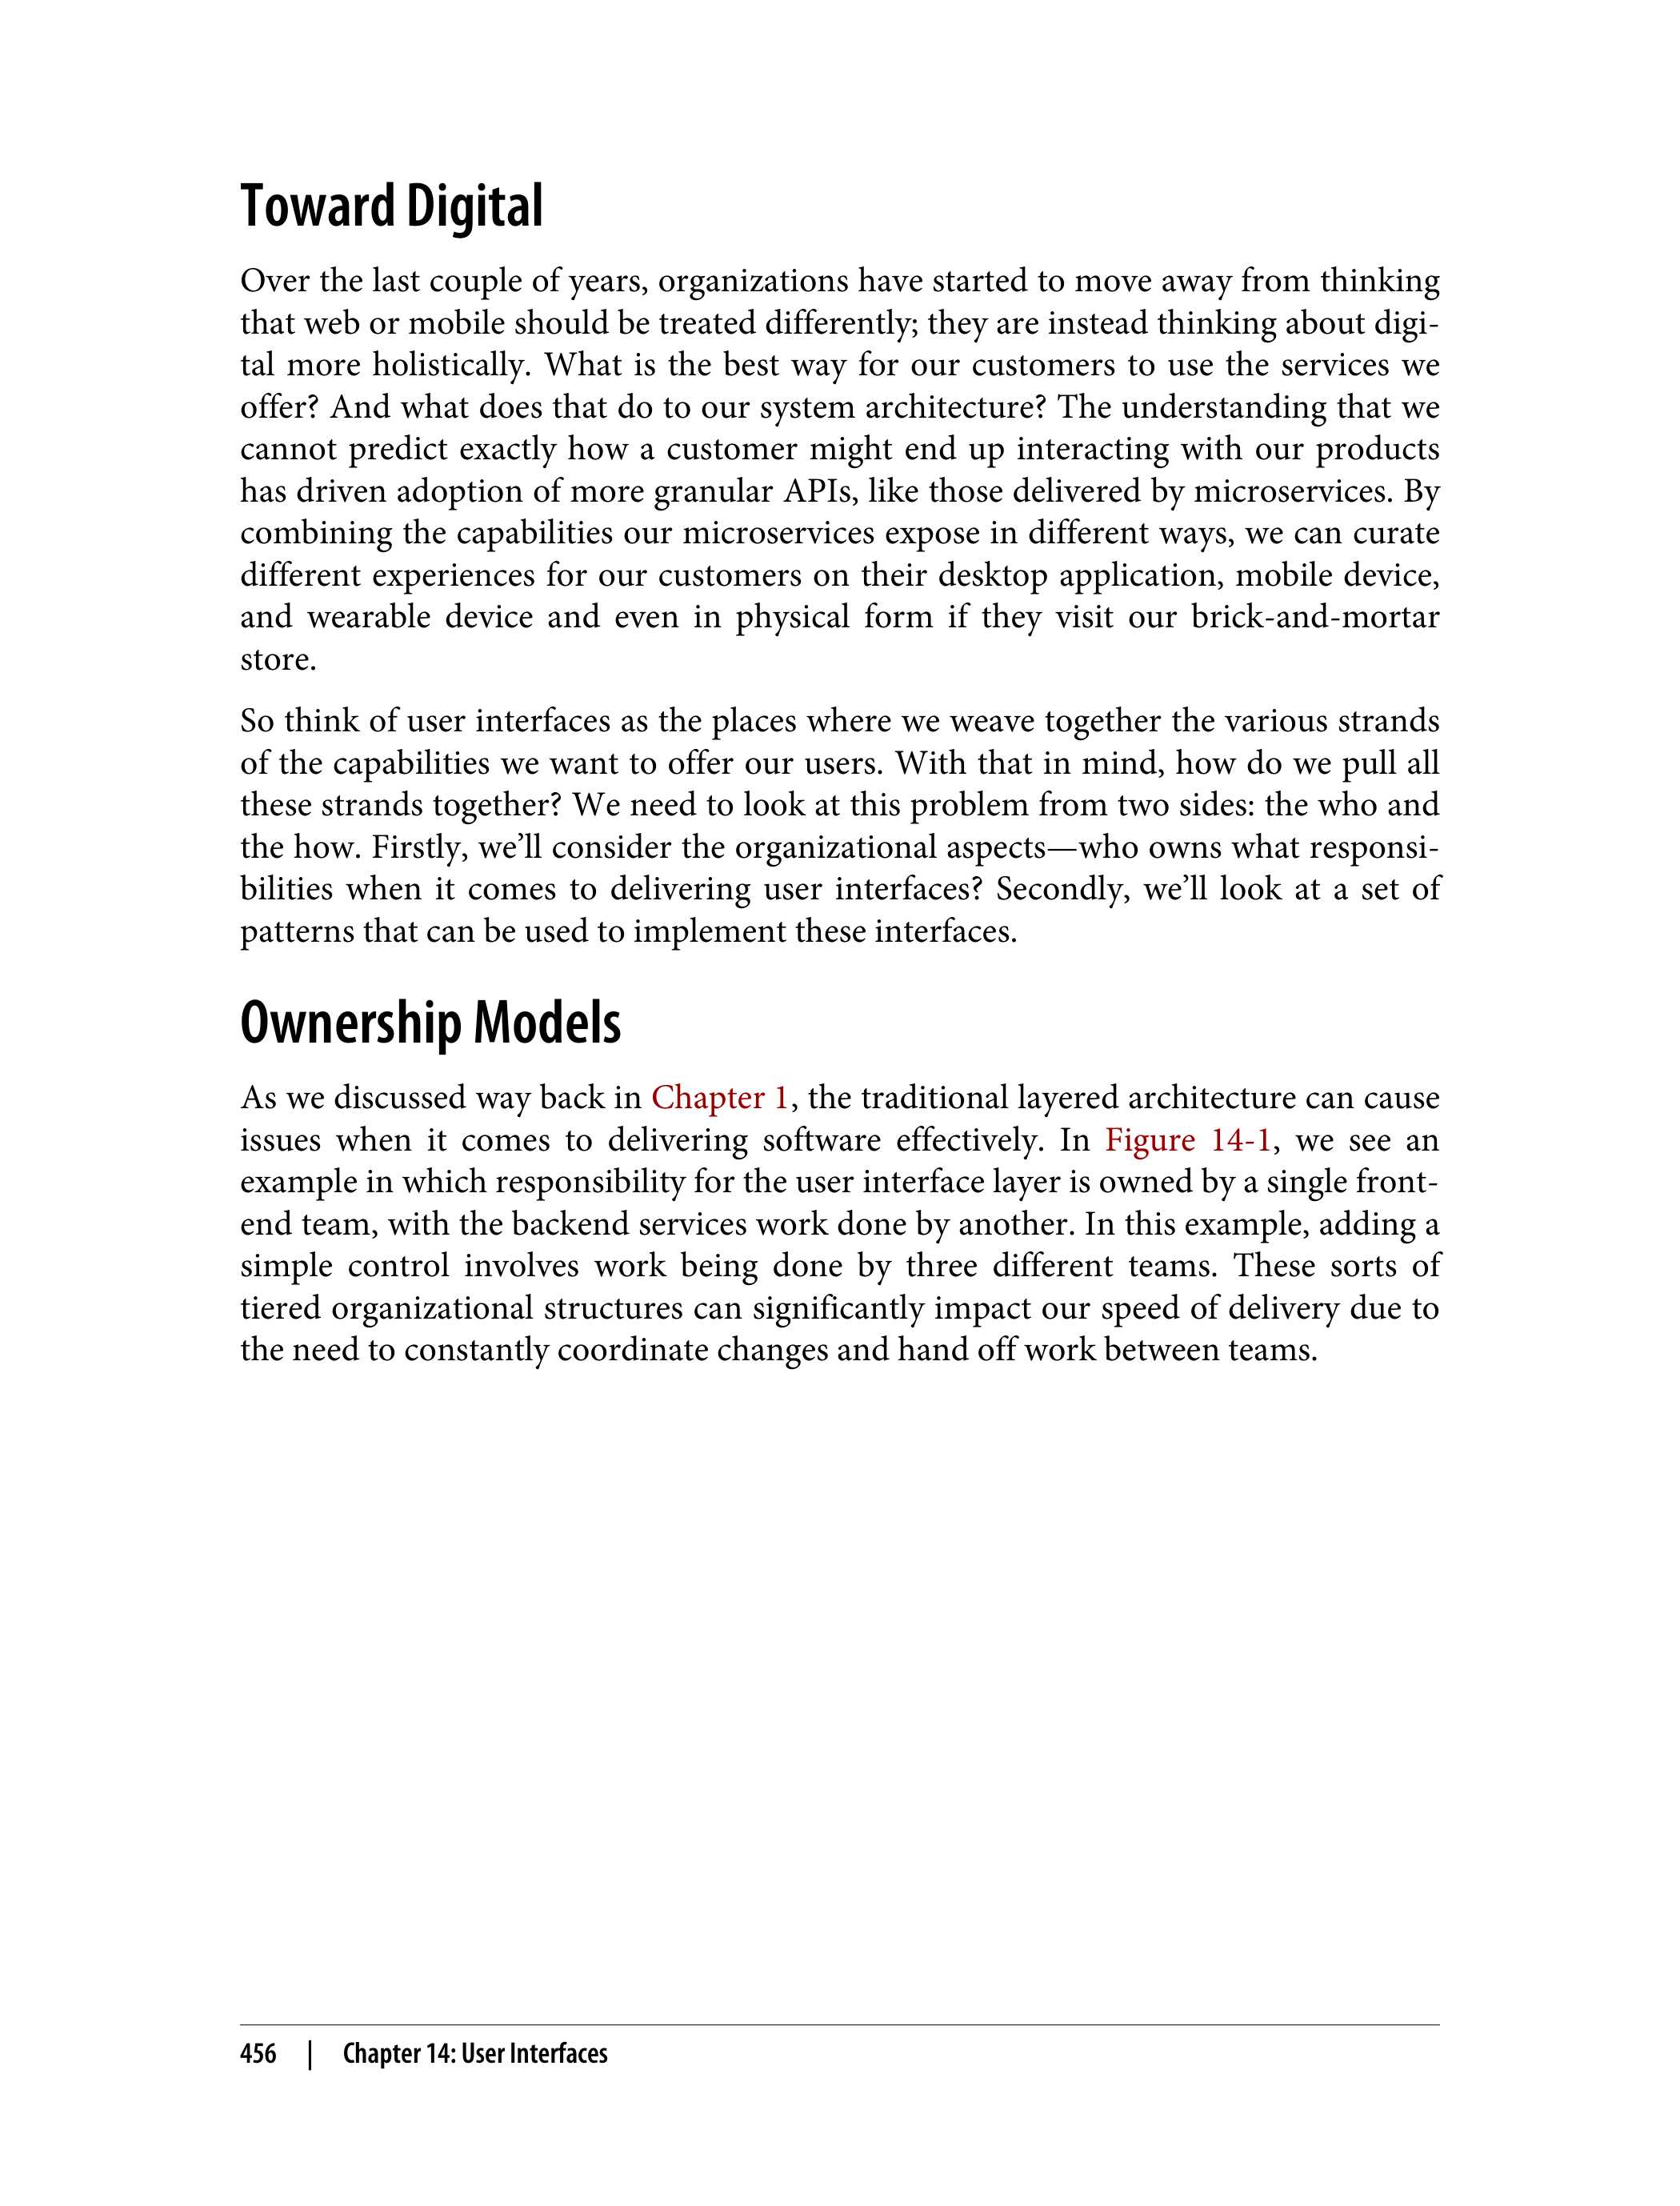 Toward Digital
Over the last couple of years, organizations have started to move away from thinking
that web or mobile should be treated differently; they are instead thinking about digi-
tal more holistically. What is the best way for our customers to use the services we
offer? And what does that do to our system architecture? The understanding that we
cannot predict exactly how a customer might end up interacting with our products
has driven adoption of more granular APIs, like those delivered by microservices. By
combining the capabilities our microservices expose in different ways, we can curate
different experiences for our customers on their desktop application, mobile device,
and wearable device and even in physical form if they visit our brick-and-mortar
store.
So think of user interfaces as the places where we weave together the various strands
of the capabilities we want to offer our users. With that in mind, how do we pull all
these strands together? We need to look at this problem from two sides: the who and
the how. Firstly, we’ll consider the organizational aspects—who owns what responsi-
bilities when it comes to delivering user interfaces? Secondly, we’ll look at a set of
patterns that can be used to implement these interfaces.
Ownership Models
As we discussed way back in Chapter 1, the traditional layered architecture can cause
issues when it comes to delivering software effectively. In Figure 14-1, we see an
example in which responsibility for the user interface layer is owned by a single front-
end team, with the backend services work done by another. In this example, adding a
simple control involves work being done by three different teams. These sorts of
tiered organizational structures can significantly impact our speed of delivery due to
the need to constantly coordinate changes and hand off work between teams.
456 | Chapter 14: User Interfaces